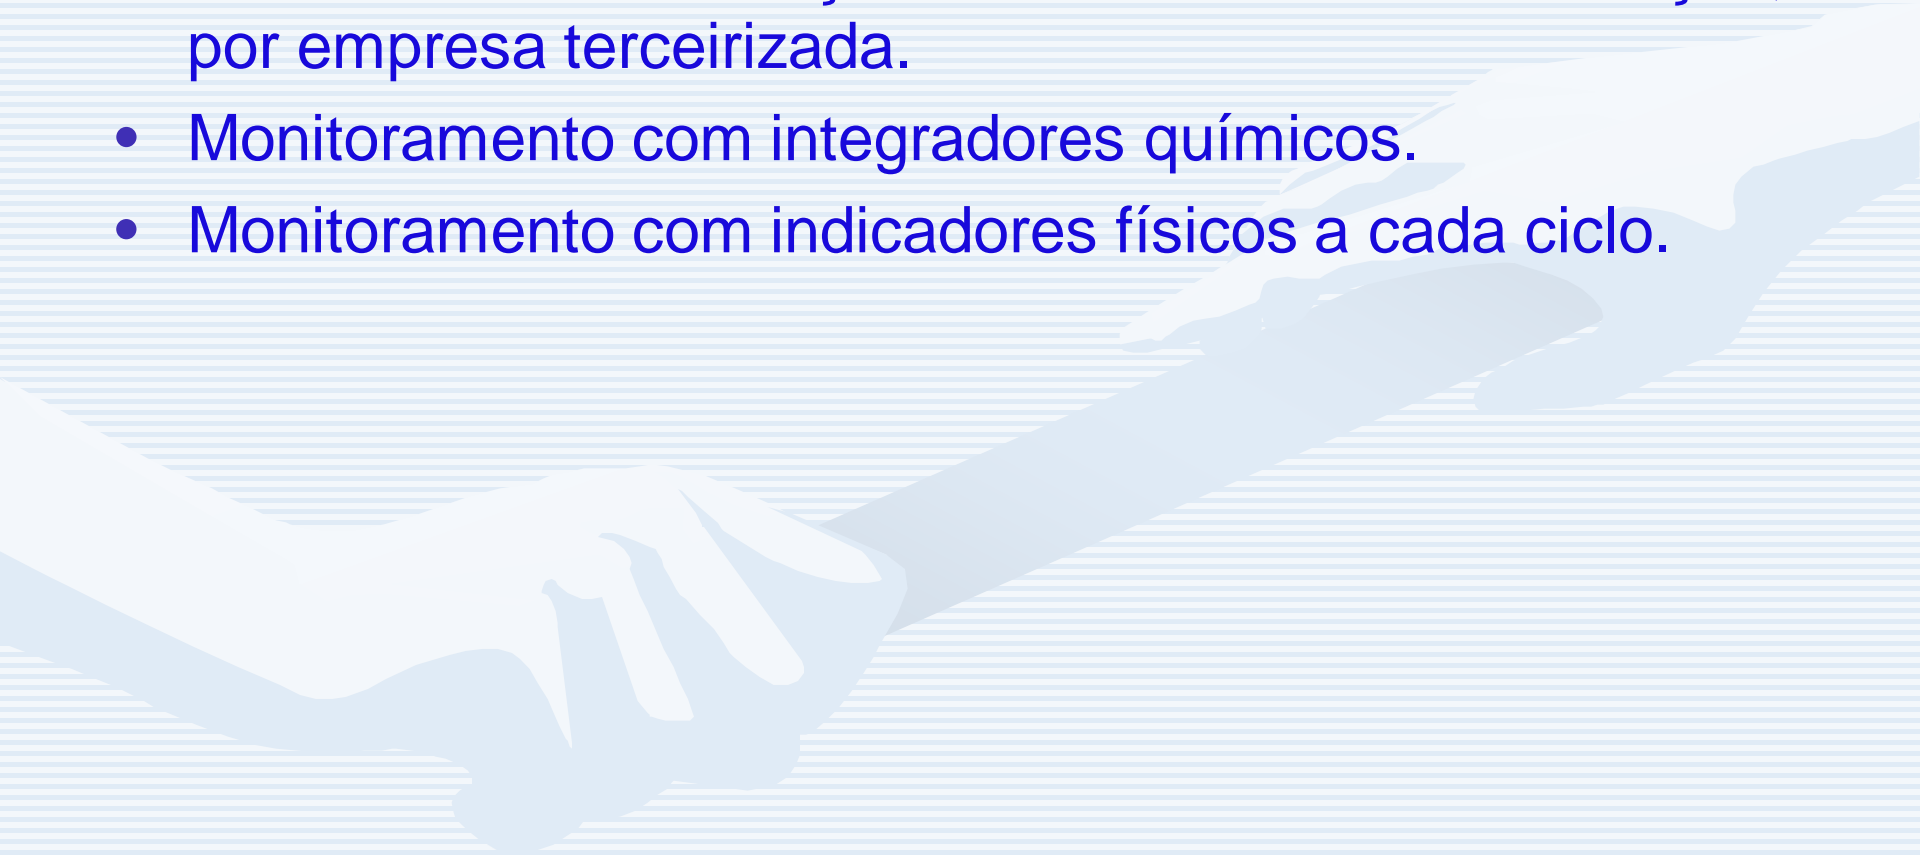 por empresa terceirizada.
• Monitoramento com integradores químicos.
• Monitoramento com indicadores físicos a cada ciclo.